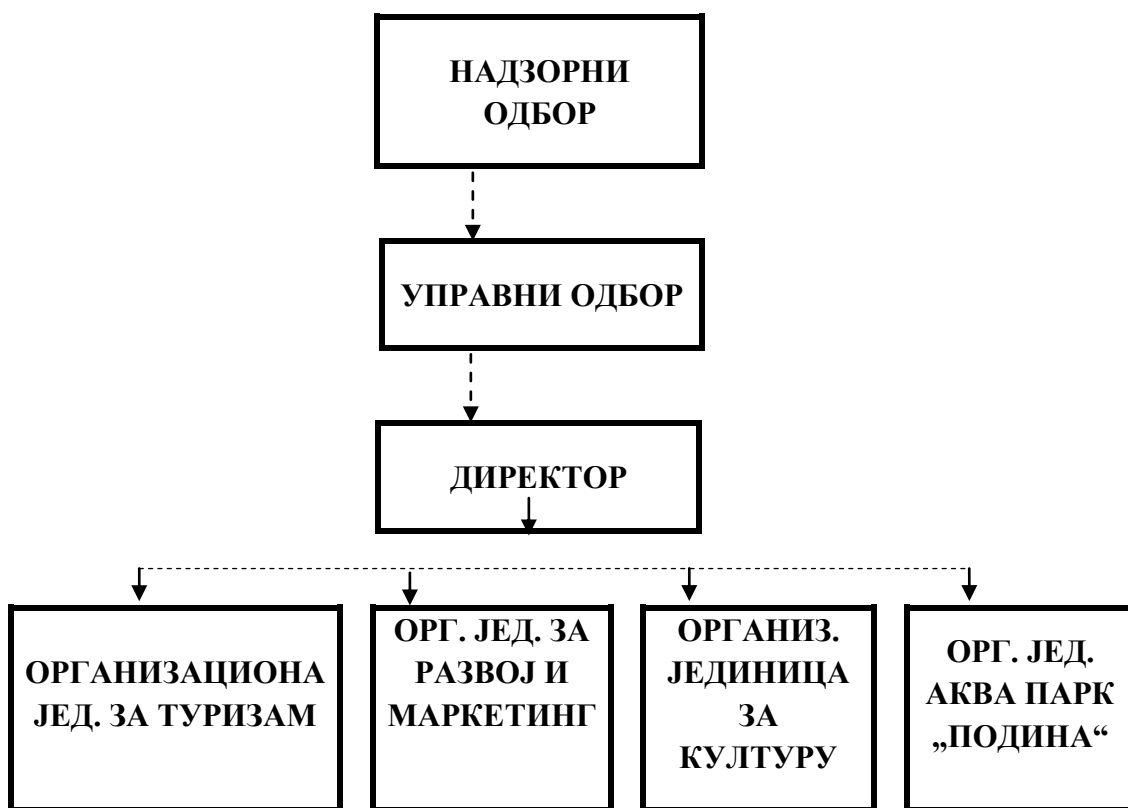 НАДЗОРНИ
ОДБОР
УПРАВНИ ОДБОР
ДИРЕКТОР
ОРГАНИЗАЦИОНА
ЈЕД. ЗА ТУРИЗАМ
ОРГ. ЈЕД. ЗА
РАЗВОЈ И
МАРКЕТИНГ
ОРГАНИЗ.
ЈЕДИНИЦА
ЗА
КУЛТУРУ
ОРГ. ЈЕД.
АКВА ПАРК
„ПОДИНА“